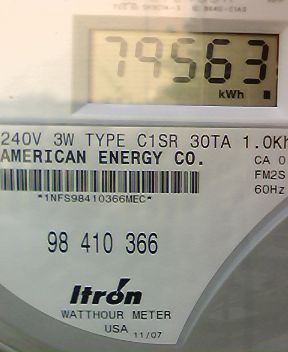 79563
kWh
240V 3W TYPE C1SR 30TA 1.0Kh
AMERICAN ENERGY CO.
CA 0
FM2S
60Hz
*1NFS98410366MEC*
98 410 366
Itrón
WATTHOUR METER
USA 11/07